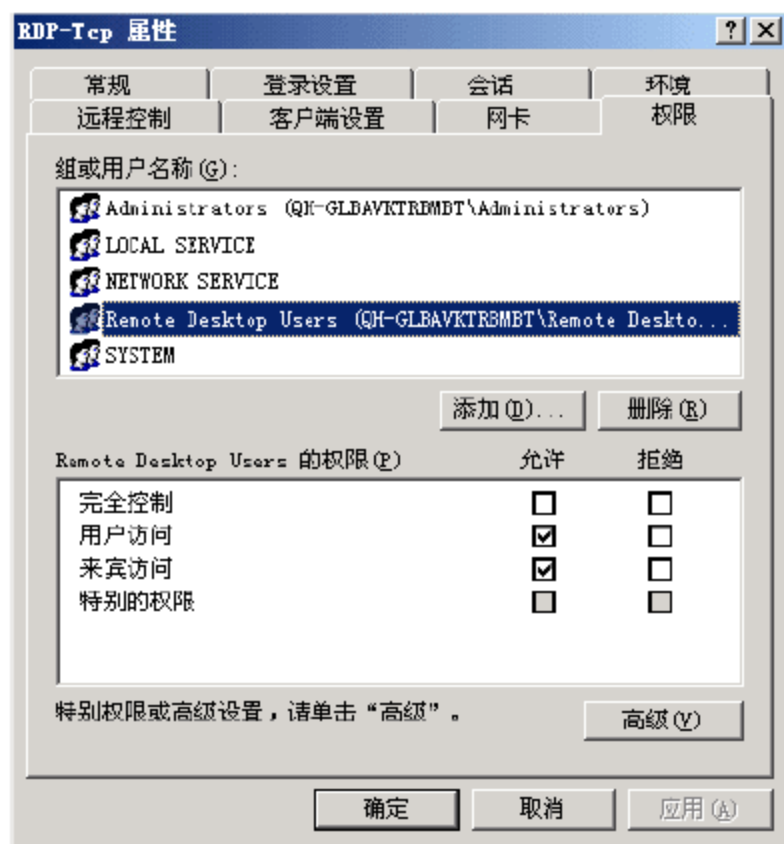 RDP-Tcp 属性
常规 登录设置 会话 环境
远程控制 客户端设置 网卡 权限
组或用户名称(G):
Administrators (QH-GLBAVKTRBMBT\Administrators)
LOCAL SERVICE
NETWORK SERVICE
Remote Desktop Users (QH-GLBAVKTRBMBT\Remote Deskto...
SYSTEM
添加(D)... 删除(R)
Remote Desktop Users 的权限(P) 允许 拒绝
完全控制
用户访问
来宾访问
特别的权限
特别权限或高级设置，请单击“高级”。
高级(V)
确定 取消 应用(A)